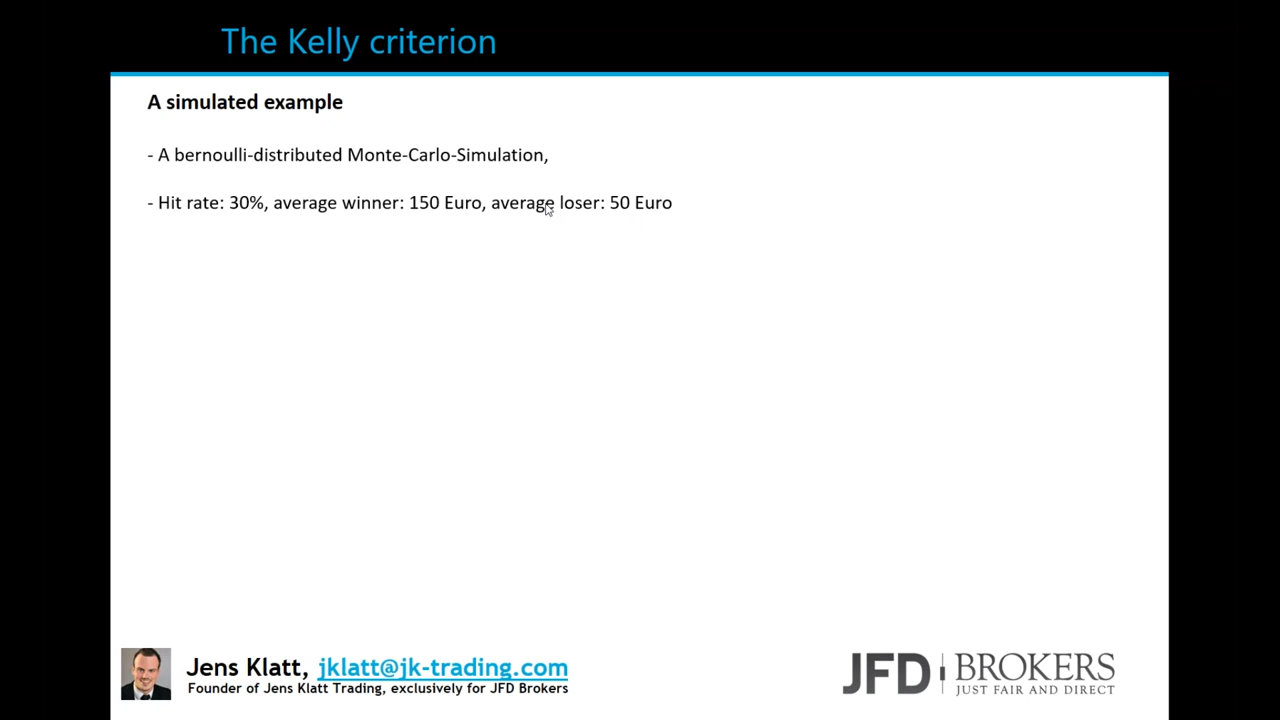 The Kelly criterion
A simulated example
- A bernoulli-distributed Monte-Carlo-Simulation,
- Hit rate: 30%, average winner: 150 Euro, average loser: 50 Euro
Jens Klatt, jklatt@jk-trading.com
Founder of Jens Klatt Trading, exclusively for JFD Brokers
JFD BROKERS
JUST FAIR AND DIRECT